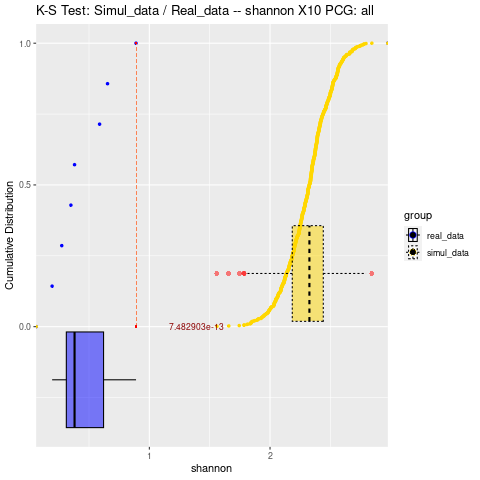 K-S Test: Simul_data / Real_data -- shannon X10 PCG: all
1.0
0.5
0.0
Cumulative Distribution
7.482903e-13
1
2
shannon
group
real_data
simul_data